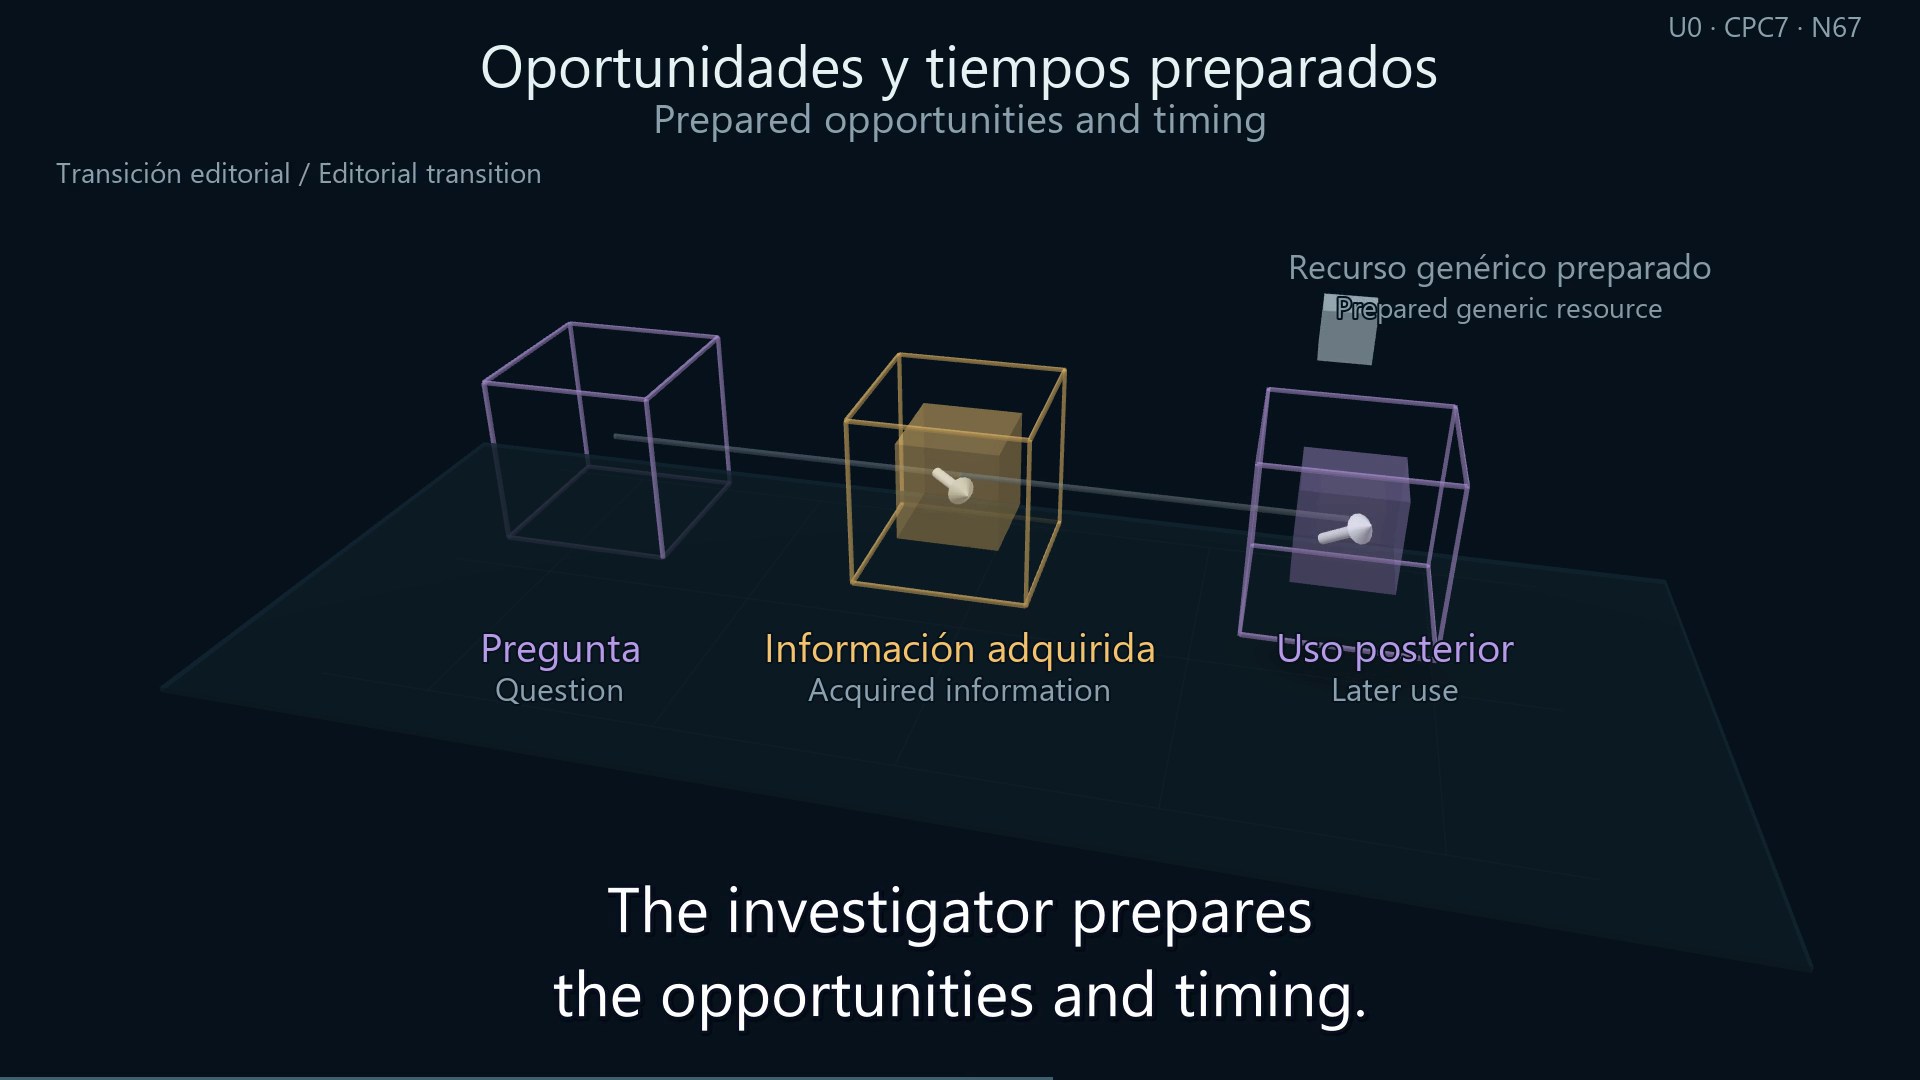 U0 · CPC7 · N67
Oportunidades y tiempos preparados
Prepared opportunities and timing
Transición editorial / Editorial transition
Recurso genérico preparado
Prepared generic resource
Pregunta
Question
Información adquirida
Acquired information
Uso posterior
Later use
The investigator prepares
the opportunities and timing.